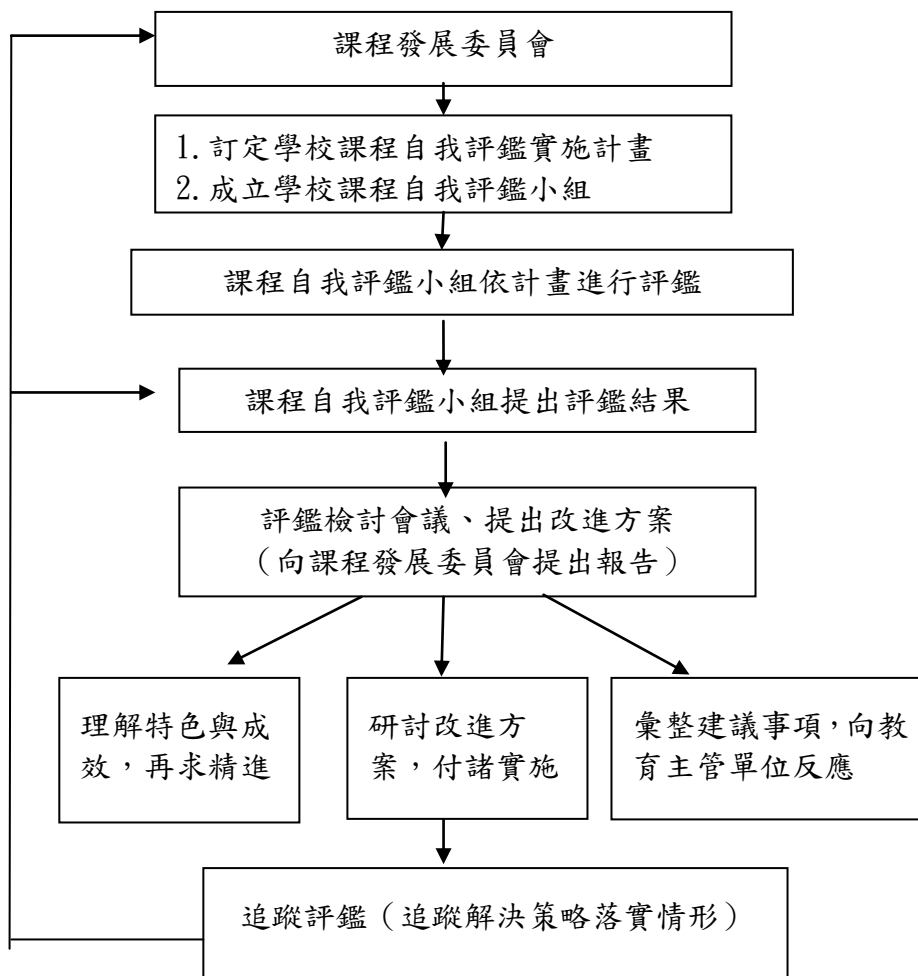 課程發展委員會
1.訂定學校課程自我評鑑實施計畫
2.成立學校課程自我評鑑小組
課程自我評鑑小組依計畫進行評鑑
課程自我評鑑小組提出評鑑結果
評鑑檢討會議、提出改進方案
（向課程發展委員會提出報告）
理解特色與成
效，再求精進
研討改進方
案，付諸實施
彙整建議事項，向教
育主管單位反應
追蹤評鑑（追蹤解決策略落實情形）